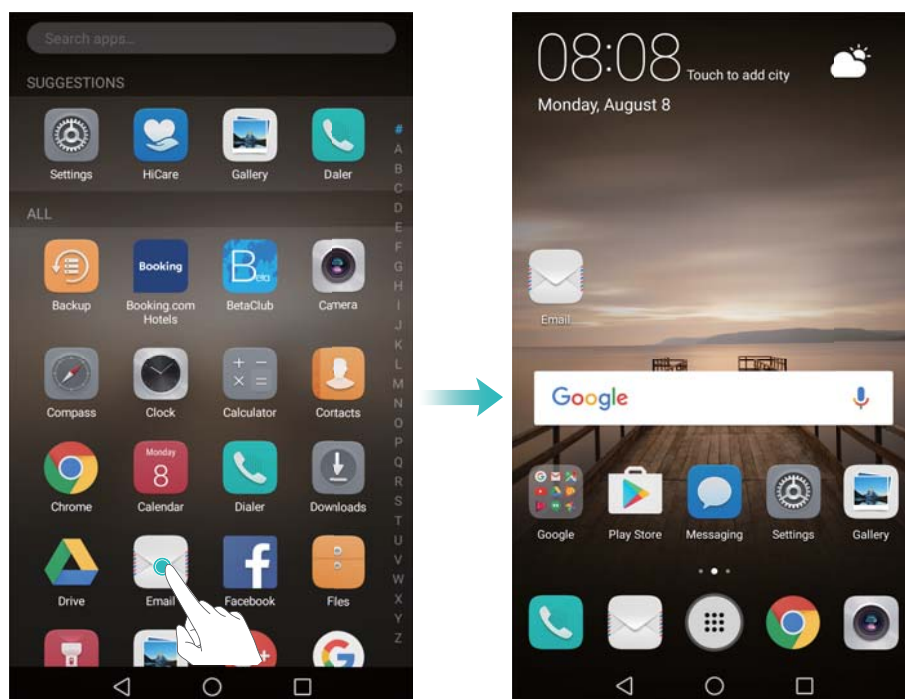 Search apps...
SUGGESTIONS
Settings
HiCare
Gallery
Daler
#
A
B
C
D
E
F
G
H
I
J
K
L
M
N
O
P
Q
R
S
T
U
V
W
X
Y
Z
ALL
Booking
Beta
Backup
Booking.com
Hotels
BetaClub
Camera
Compass
Clock
Calculator
Contacts
Monday
8
Chrome
Calendar
Dialer
Downloads
Drive
Email
Facebook
Files
08:08 Touch to add city
Monday, August 8
Email
Google
Google
Play Store
Messaging
Settings
Gallery